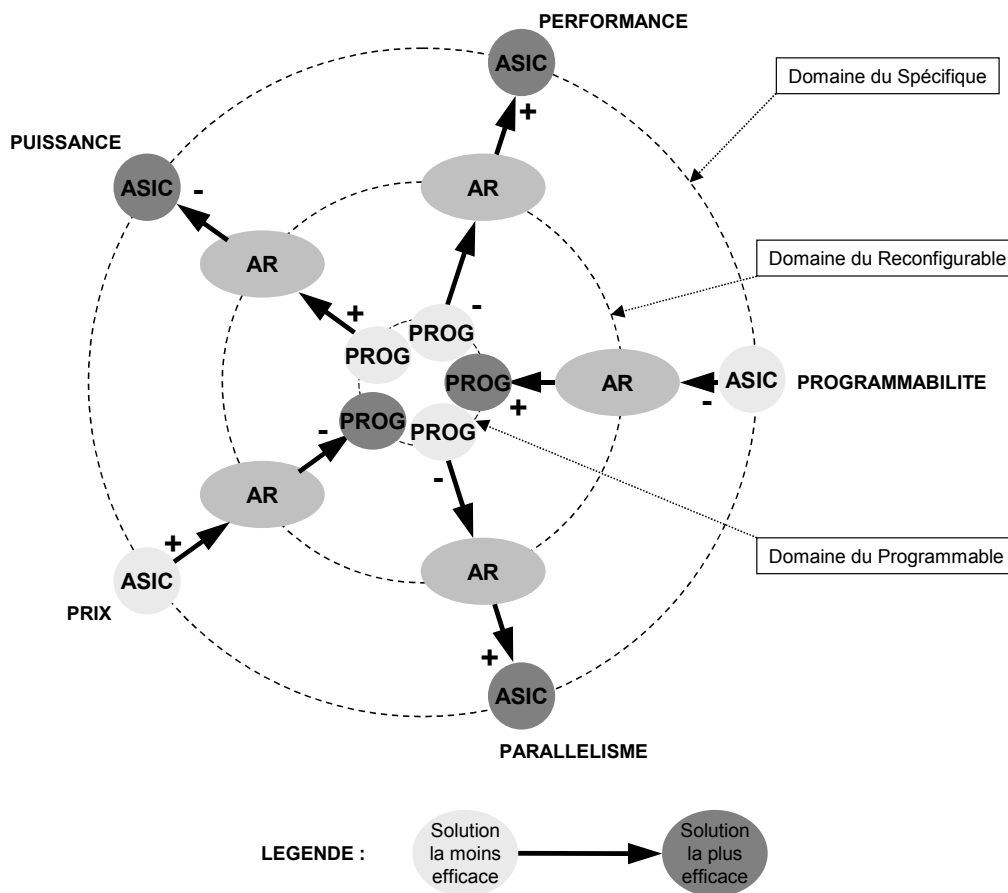 PERFORMANCE
ASIC
+
Domaine du Spécifique
PUISSANCE
ASIC
-
AR
AR
Domaine du Reconfigurable
+
-
PROG
PROG
PROG
+
AR
-
ASIC
PROGRAMMABILITE
PROG
-
PROG
-
AR
+
Domaine du Programmable
ASIC
PRIX
AR
+
ASIC
PARALLELISME
LEGENDE :
Solution
la moins
efficace
Solution
la plus
efficace